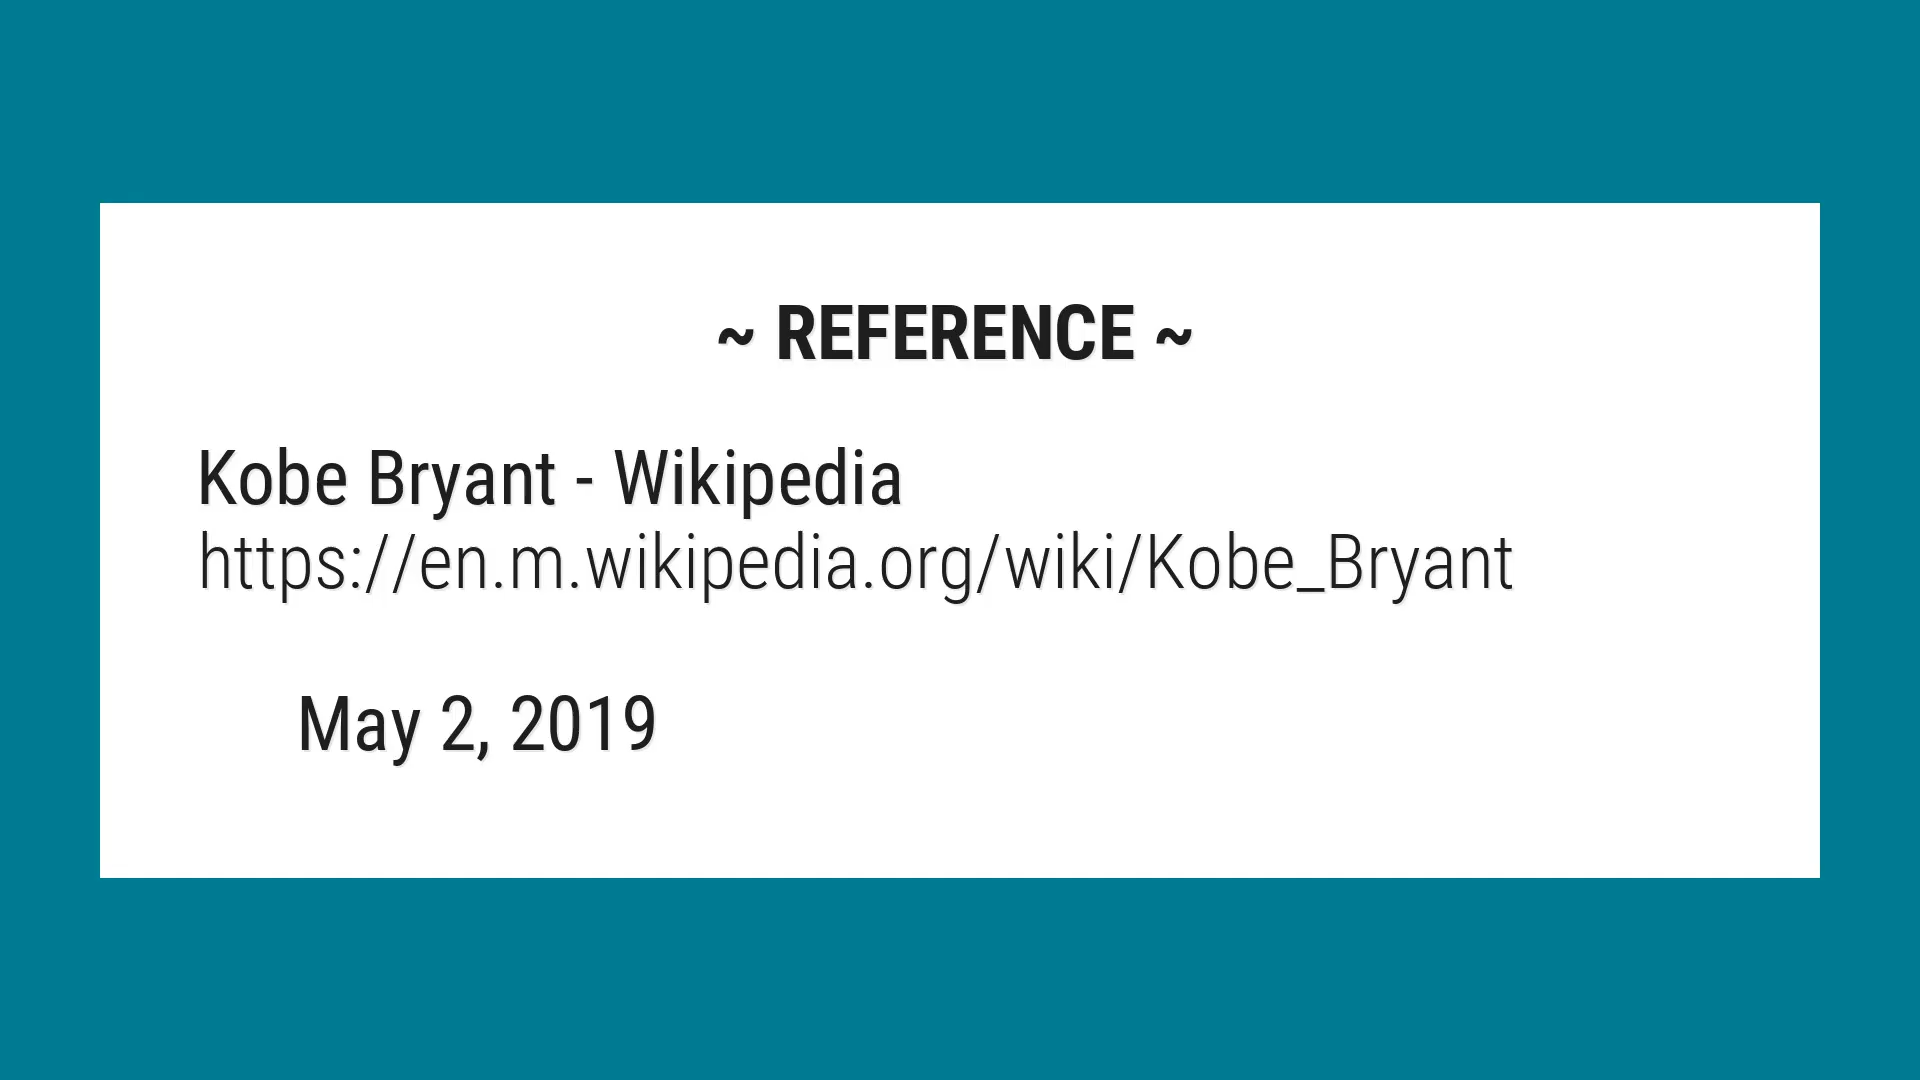 ~ REFERENCE ~
Kobe Bryant - Wikipedia
https://en.m.wikipedia.org/wiki/Kobe_Bryant
May 2, 2019